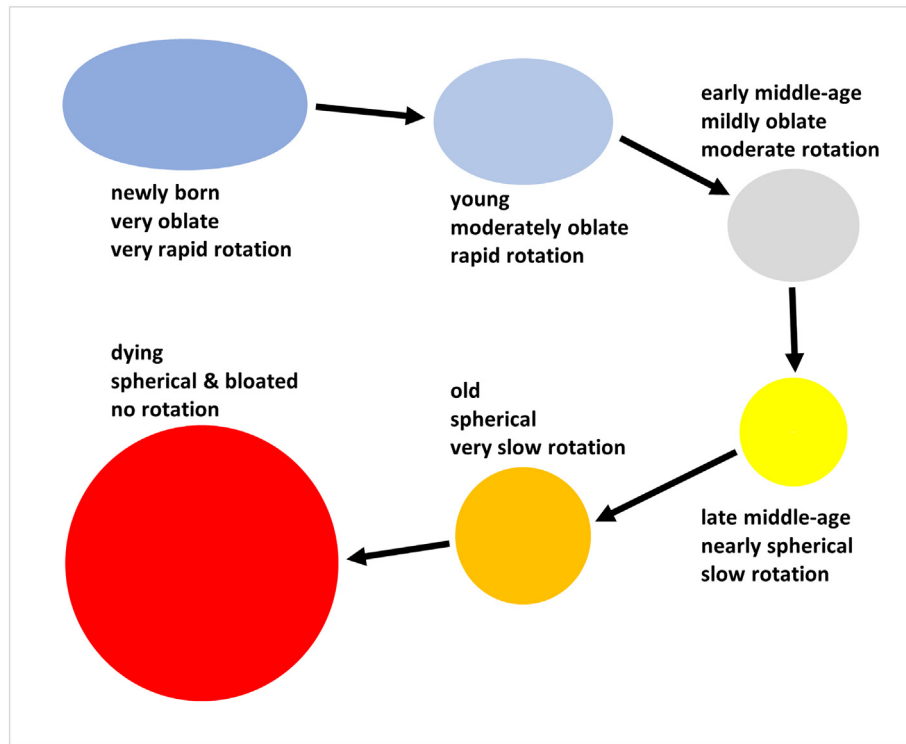 newly born
very oblate
very rapid rotation
young
moderately oblate
rapid rotation
early middle-age
mildly oblate
moderate rotation
late middle-age
nearly spherical
slow rotation
old
spherical
very slow rotation
dying
spherical & bloated
no rotation